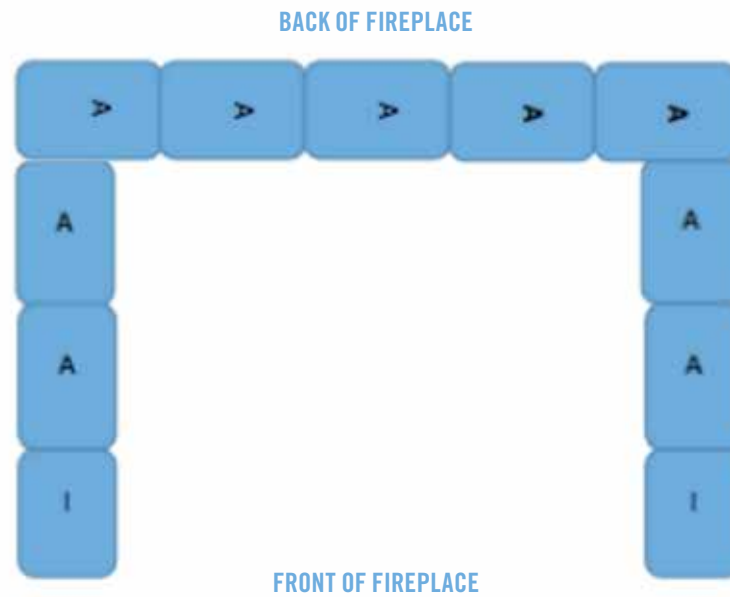 BACK OF FIREPLACE
A A A A A
A A
A A
I I
FRONT OF FIREPLACE